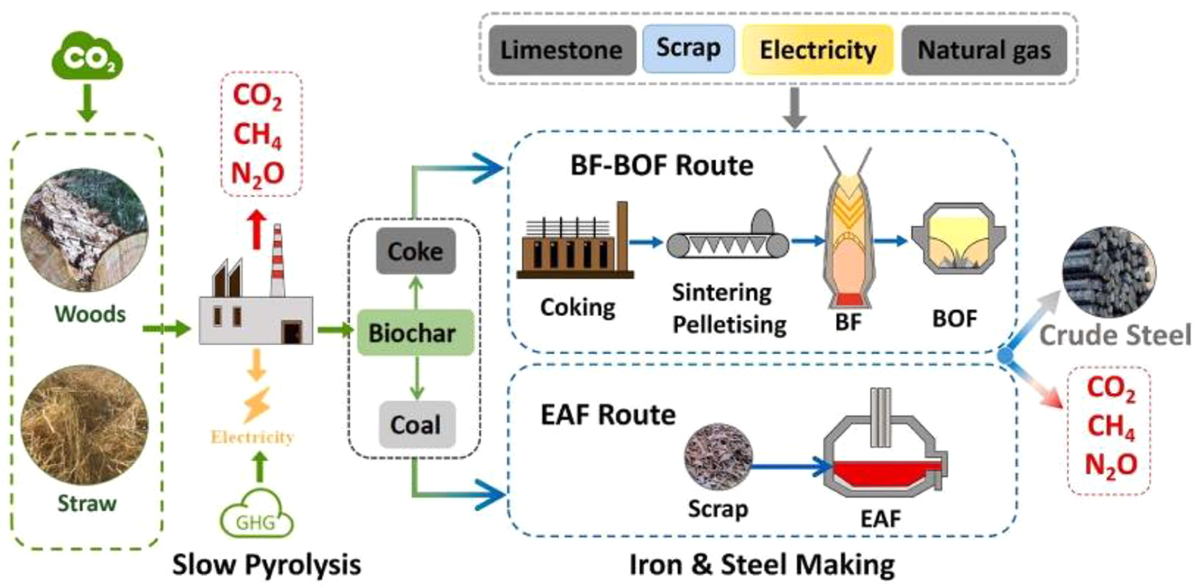 CO₂
Woods
Straw
CO₂
CH₄
N₂O
Electricity
GHG
Slow Pyrolysis
Coke
Biochar
Coal
Limestone
Scrap
Electricity
Natural gas
BF-BOF Route
Coking
Sintering
Pelletising
BF
BOF
EAF Route
Scrap
EAF
Iron & Steel Making
Crude Steel
CO₂
CH₄
N₂O